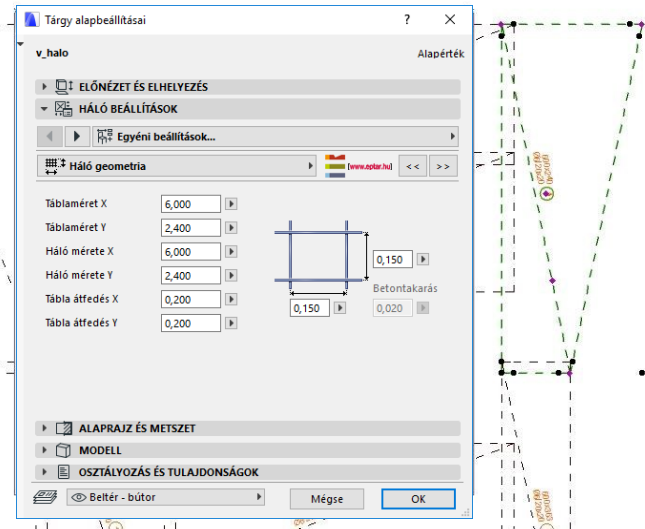 Tárgy alapbeállításai
?
v_halo
Alapérték
ELŐNÉZET ÉS ELHELYEZÉS
HÁLÓ BEÁLLÍTÁSOK
Egyéni beállítások...
Háló geometria
[www.eptar.hu]
<<
>>
Táblaméret X 6,000
Táblaméret Y 2,400
Háló mérete X 6,000
Háló mérete Y 2,400
Tábla átfedés X 0,200
Tábla átfedés Y 0,200
0,150
Betontakarás
0,150
0,020
ALAPRAJZ ÉS METSZET
MODELL
OSZTÁLYOZÁS ÉS TULAJDONSÁGOK
Beltér - bútor
Mégse
OK